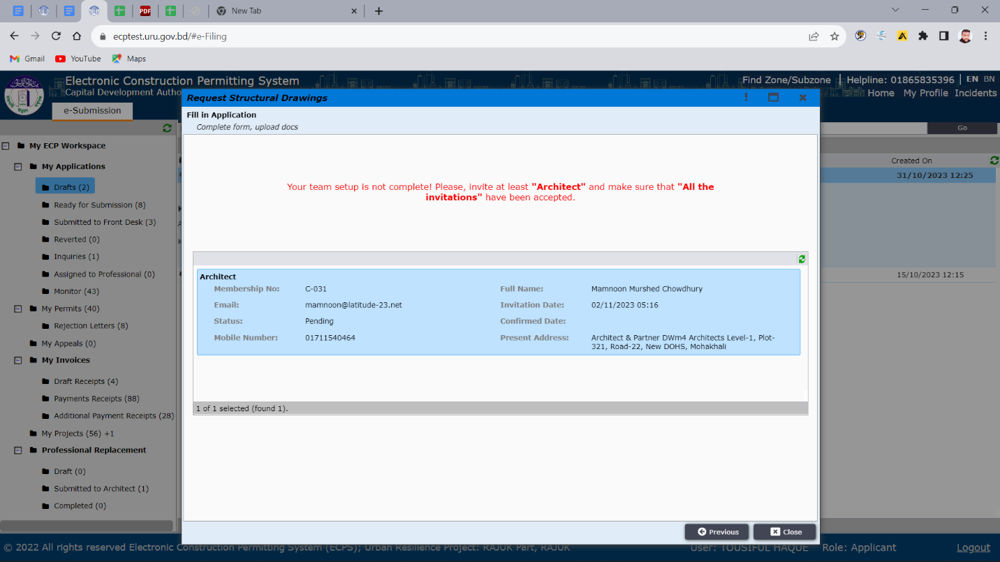 New Tab
ecptest.uru.gov.bd/#e-Filing
Gmail
YouTube
Maps
Electronic Construction Permitting System
Capital Development Autho
Find Zone/Subzone | Helpline: 01865835396 | EN BN
Home My Profile Incidents
e-Submission
Go
My ECP Workspace
My Applications
Drafts (2)
Ready for Submission (8)
Submitted to Front Desk (3)
Reverted (0)
Inquiries (1)
Assigned to Professional (0)
Monitor (43)
My Permits (40)
Rejection Letters (8)
My Appeals (0)
My Invoices
Draft Receipts (4)
Payments Receipts (88)
Additional Payment Receipts (28)
My Projects (56) +1
Professional Replacement
Draft (0)
Submitted to Architect (1)
Completed (0)
Request Structural Drawings
Fill in Application
Complete form, upload docs
Your team setup is not complete! Please, invite at least "Architect" and make sure that "All the
invitations" have been accepted.
Architect
Membership No: C-031 Full Name: Mamnoon Murshed Chowdhury
Email: mamnoon@latitude-23.net Invitation Date: 02/11/2023 05:16
Status: Pending Confirmed Date:
Mobile Number: 01711540464 Present Address: Architect & Partner DWm4 Architects Level-1, Plot-
321, Road-22, New DOHS, Mohakhali
1 of 1 selected (found 1).
Previous
Close
Created On
31/10/2023 12:25
15/10/2023 12:15
© 2022 All rights reserved Electronic Construction Permitting System (ECPS); Urban Resilience Project: RAJUK Part, RAJUK
User: TOUSIFUL HAQUE Role: Applicant Logout